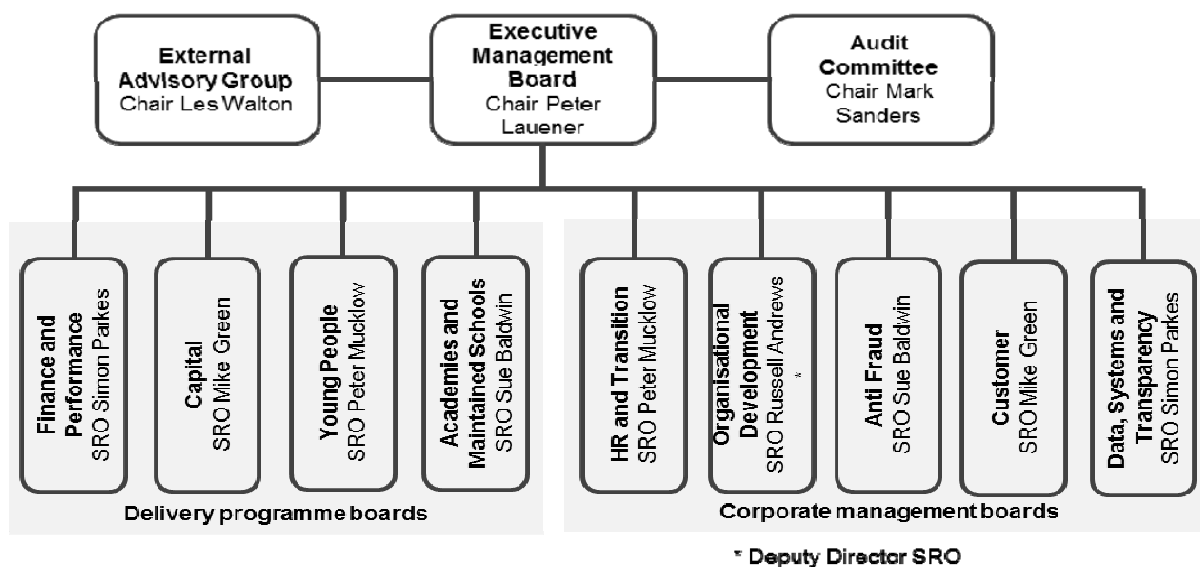 External
Advisory Group
Chair Les Walton
Executive
Management
Board
Chair Peter
Lauener
Audit
Committee
Chair Mark
Sanders
Finance and
Performance
SRO Simon Parkes
Capital
SRO Mike Green
Young People
SRO Peter Mucklow
Academies and
Maintained Schools
SRO Sue Baldwin
Delivery programme boards
HR and Transition
SRO Peter Mucklow
Organisational
Development
SRO Russell Andrews
*
Anti Fraud
SRO Sue Baldwin
Customer
SRO Mike Green
Data, Systems and
Transparency
SRO Simon Parkes
Corporate management boards
* Deputy Director SRO